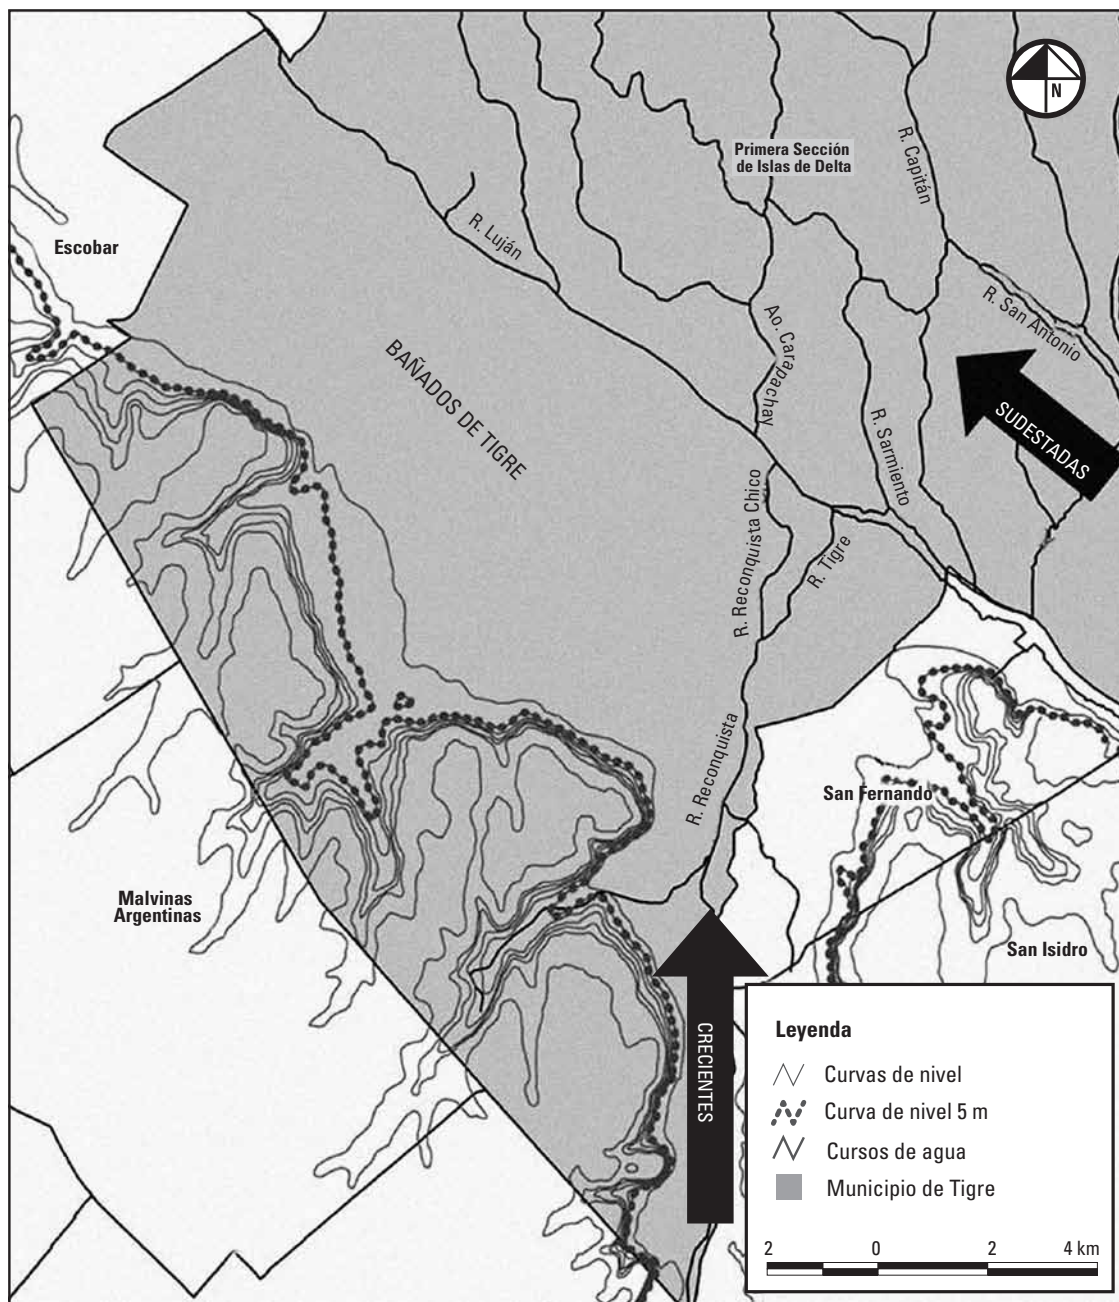 N
Primera Sección
de Islas de Delta
R. Capitán
Escobar
R. Luján
R. San Antonio
Ao. Carapachay
BAÑADOS DE TIGRE
SUDESTADAS
R. Sarmiento
R. Reconquista Chico
R. Tigre
R. Reconquista
San Fernando
Malvinas
Argentinas
San Isidro
CRECIENTES
Leyenda
Curvas de nivel
Curva de nivel 5 m
Cursos de agua
Municipio de Tigre
2 0 2 4 km